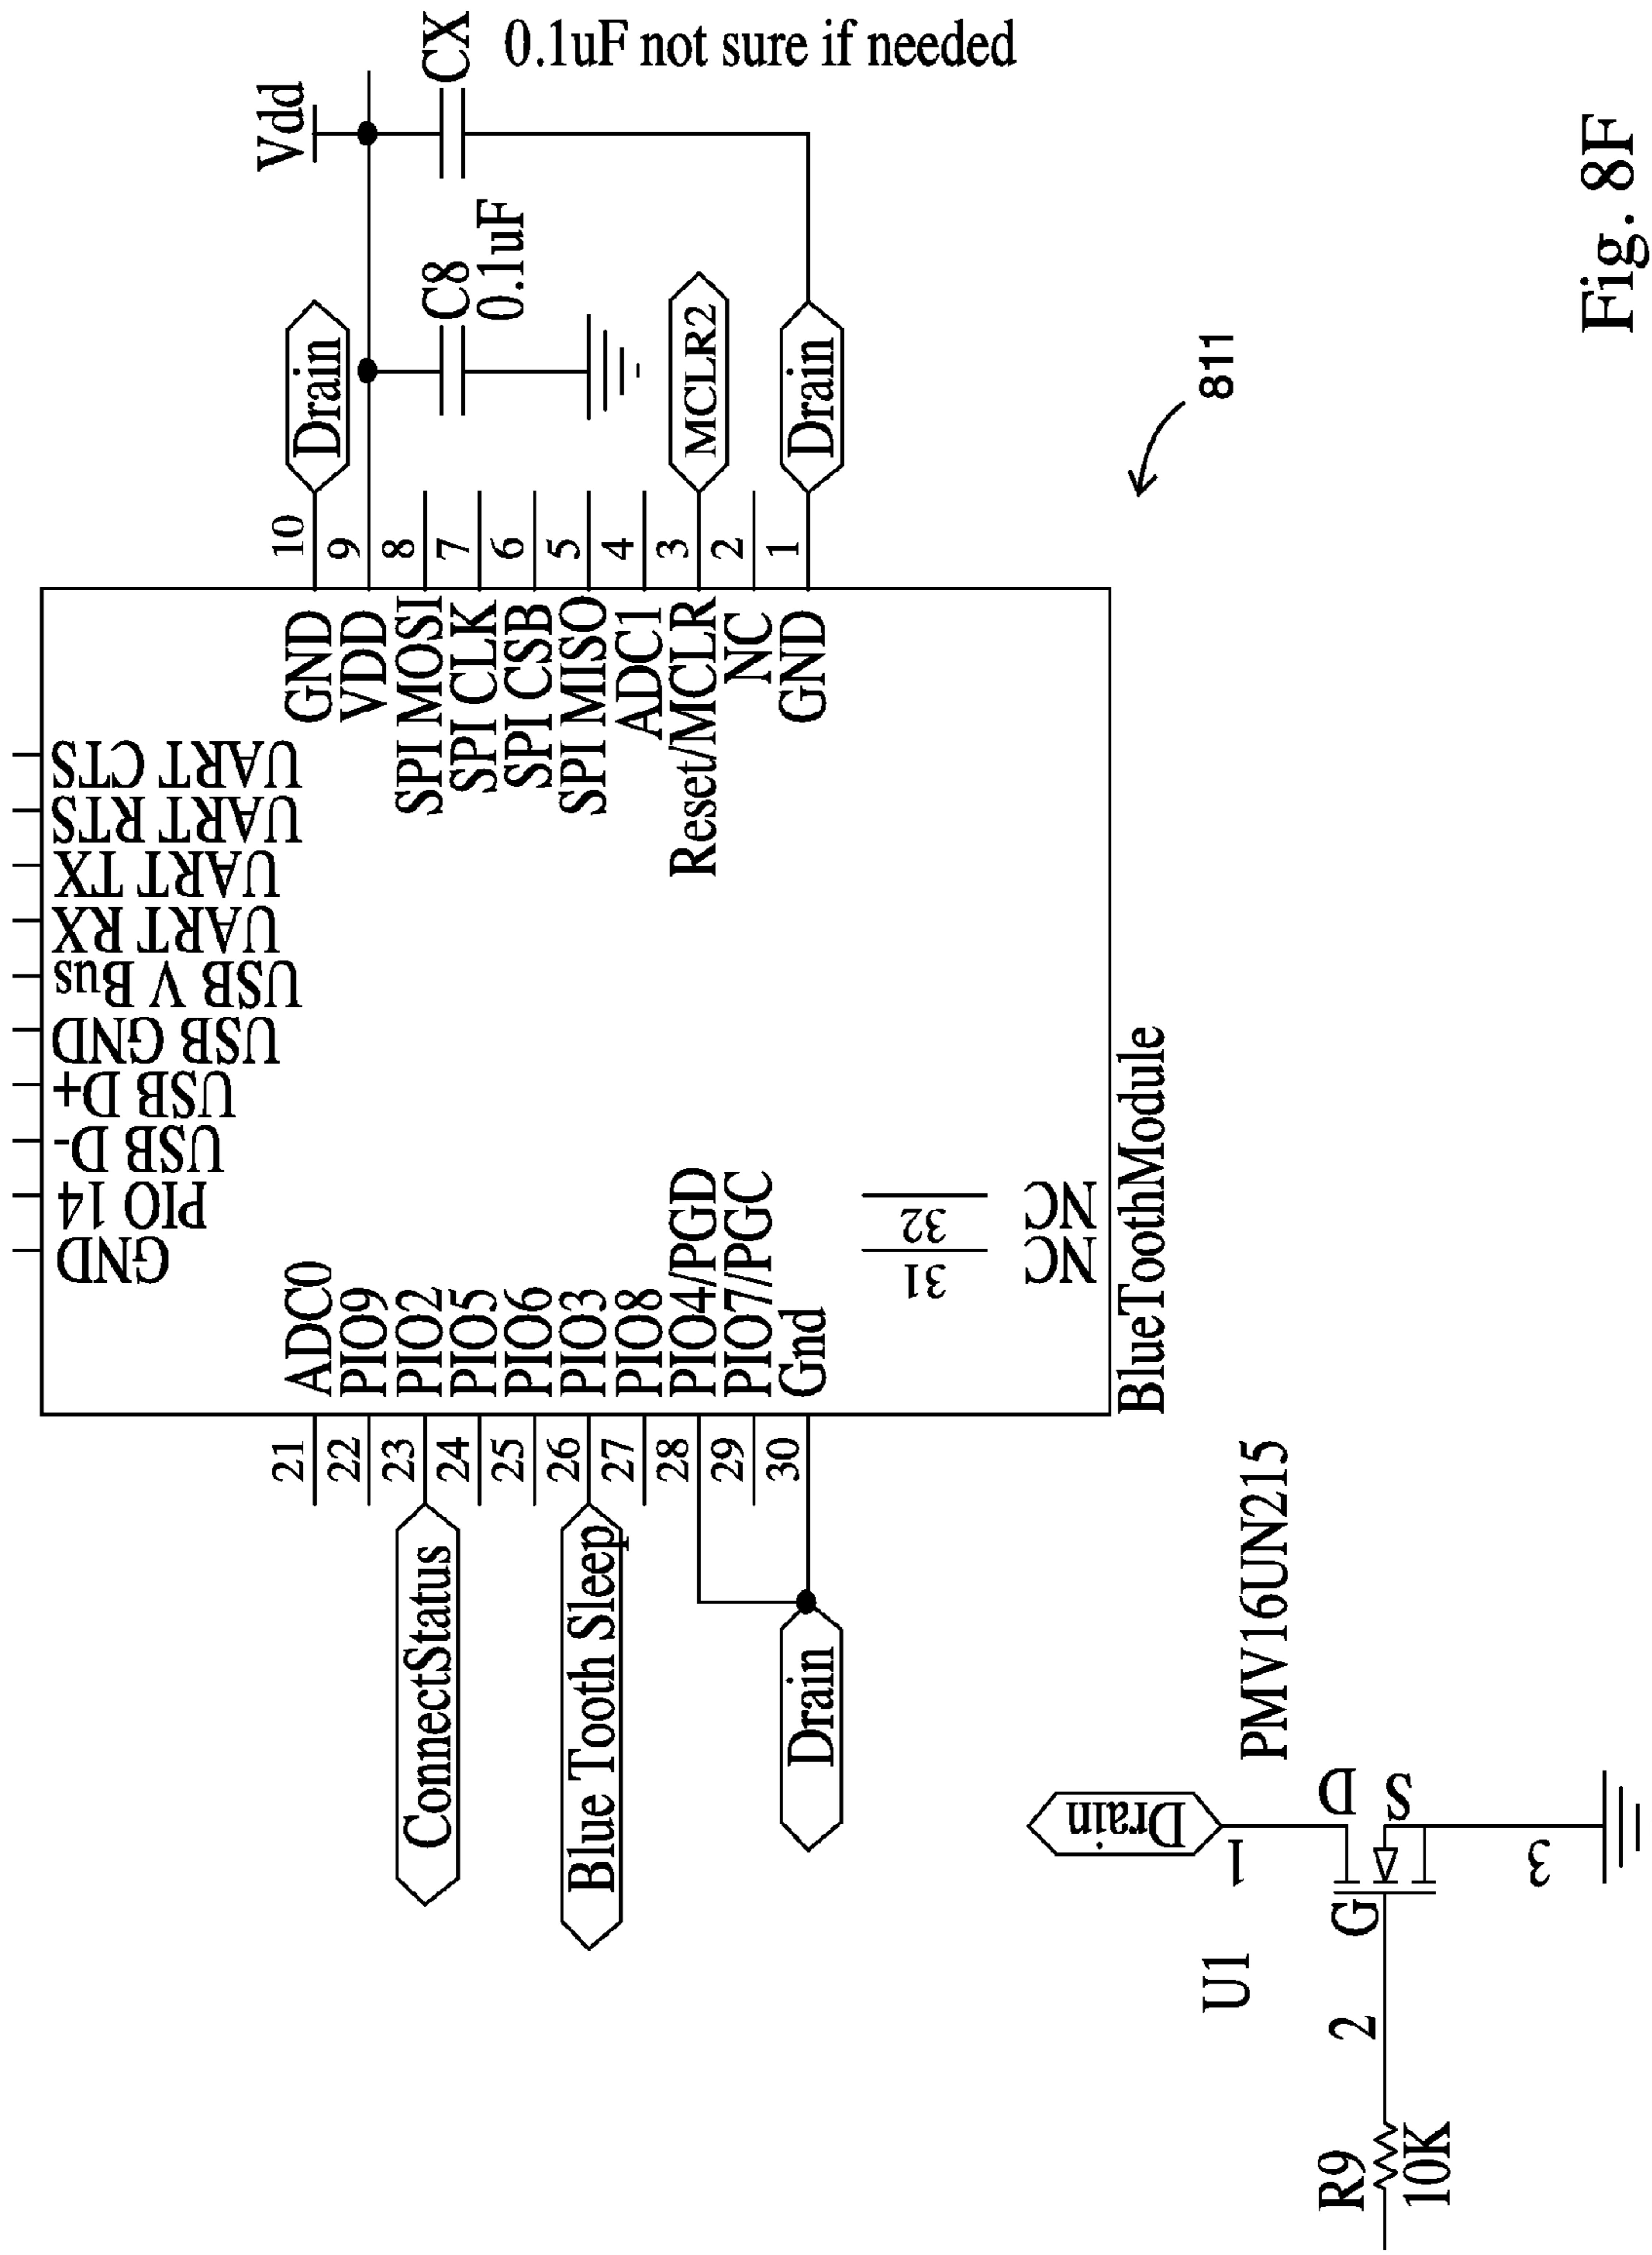 Vdd
CX
0.1uF not sure if needed
C8
0.1uF
Drain
MCLR2
Drain
10
9
8
7
6
5
4
3
2
1
GND
VDD
SPI MOSI
SPI CLK
SPI CSB
SPI MISO
ADC1
Reset/MCLR
NC
GND
UART CTS
UART RTS
UART TX
UART RX
USB V Bus
USB GND
USB D+
USB D-
PIO 14
GND
ADC0
PIO9
PIO2
PIO5
PIO6
PIO3
PIO8
PIO4/PGD
PIO7/PGC
Gnd
32
31
NC
NC
BlueToothModule
21
22
23
24
25
26
27
28
29
30
ConnectStatus
Blue Tooth Sleep
Drain
811
PMV16UN215
Drain
1
D
S
3
G
U1
2
R9
10K
Fig. 8F